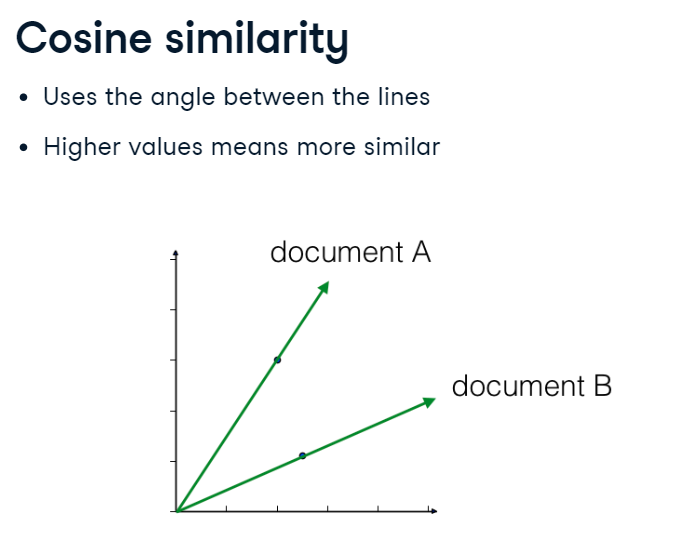 Cosine similarity
• Uses the angle between the lines
• Higher values means more similar
document A
document B